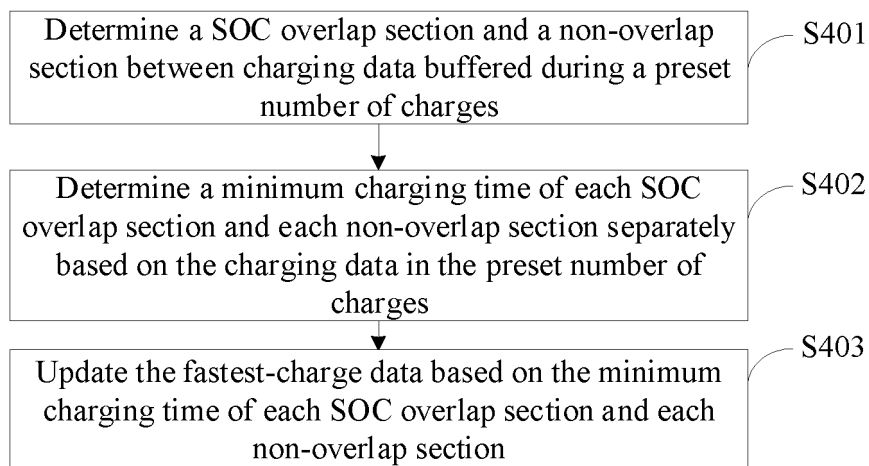 Determine a SOC overlap section and a non-overlap
section between charging data buffered during a preset
number of charges
S401
Determine a minimum charging time of each SOC
overlap section and each non-overlap section separately
based on the charging data in the preset number of
charges
S402
Update the fastest-charge data based on the minimum
charging time of each SOC overlap section and each
non-overlap section
S403